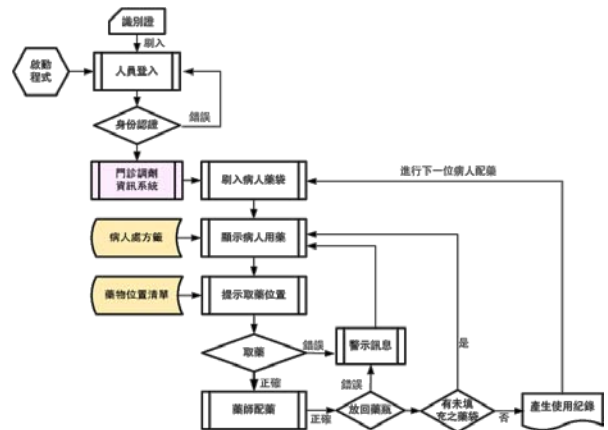 識別證
刷入
啟動
程式
人員登入
錯誤
身份認證
門診調劑
資訊系統
刷入病人藥袋
進行下一位病人配藥
病人處方籤
顯示病人用藥
藥物位置清單
提示取藥位置
取藥
錯誤
警示訊息
是
正確
錯誤
藥師配藥
正確
放回藥瓶
有未填
充之藥袋
否
產生使用記錄